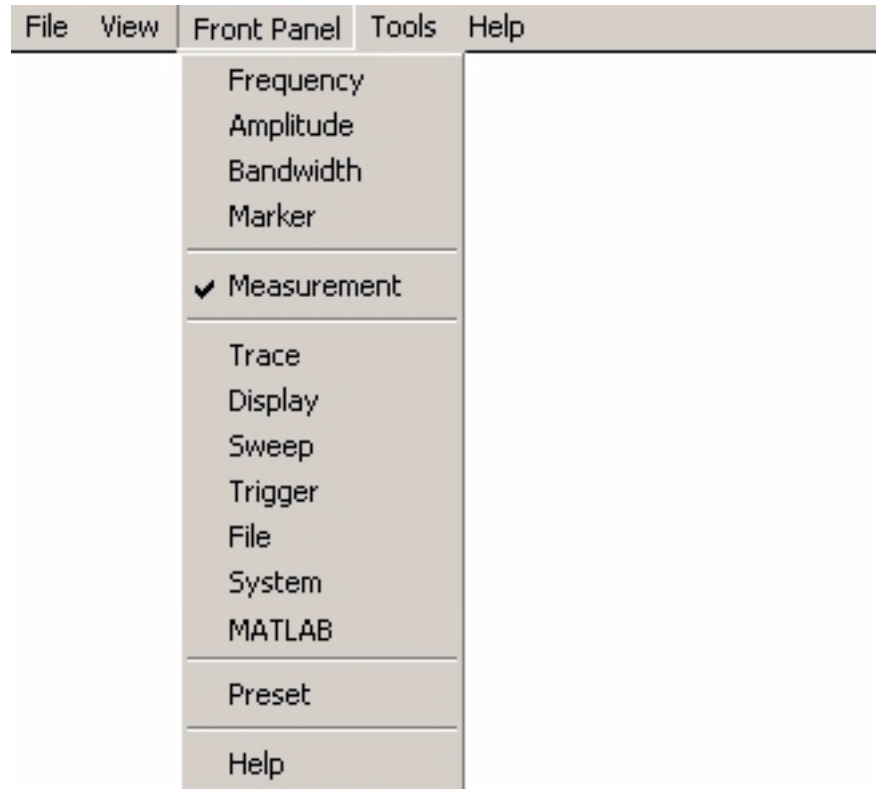 File View Front Panel Tools Help
Frequency
Amplitude
Bandwidth
Marker
Measurement
Trace
Display
Sweep
Trigger
File
System
MATLAB
Preset
Help